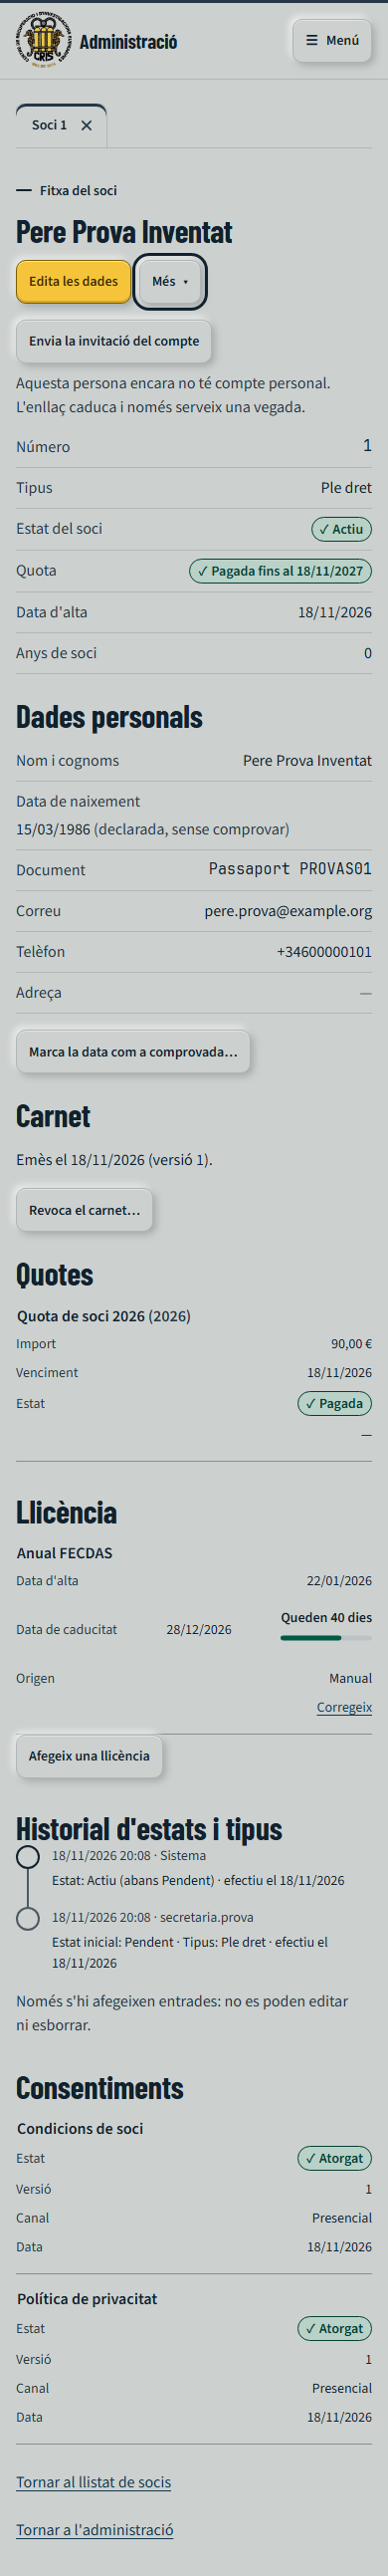 CRIS
Administració
☰ Menú
Soci 1 ✕
Fitxa del soci
Pere Prova Inventat
Edita les dades
Més
Envia la invitació del compte
Aquesta persona encara no té compte personal.
L'enllaç caduca i només serveix una vegada.
Número 1
Tipus Ple dret
Estat del soci ✓ Actiu
Quota ✓ Pagada fins al 18/11/2027
Data d'alta 18/11/2026
Anys de soci 0
Dades personals
Nom i cognoms Pere Prova Inventat
Data de naixement
15/03/1986 (declarada, sense comprovar)
Document Passaport PROVAS01
Correu pere.prova@example.org
Telèfon +34600000101
Adreça —
Marca la data com a comprovada…
Carnet
Emès el 18/11/2026 (versió 1).
Revoca el carnet…
Quotes
Quota de soci 2026 (2026)
Import 90,00 €
Venciment 18/11/2026
Estat ✓ Pagada
—
Llicència
Anual FECDAS
Data d'alta 22/01/2026
Data de caducitat 28/12/2026 Queden 40 dies
Origen Manual
Corregeix
Afegeix una llicència
Historial d'estats i tipus
18/11/2026 20:08 · Sistema
Estat: Actiu (abans Pendent) · efectiu el 18/11/2026
18/11/2026 20:08 · secretaria.prova
Estat inicial: Pendent · Tipus: Ple dret · efectiu el
18/11/2026
Només s'hi afegeixen entrades: no es poden editar
ni esborrar.
Consentiments
Condicions de soci
Estat ✓ Atorgat
Versió 1
Canal Presencial
Data 18/11/2026
Política de privacitat
Estat ✓ Atorgat
Versió 1
Canal Presencial
Data 18/11/2026
Tornar al llistat de socis
Tornar a l'administració